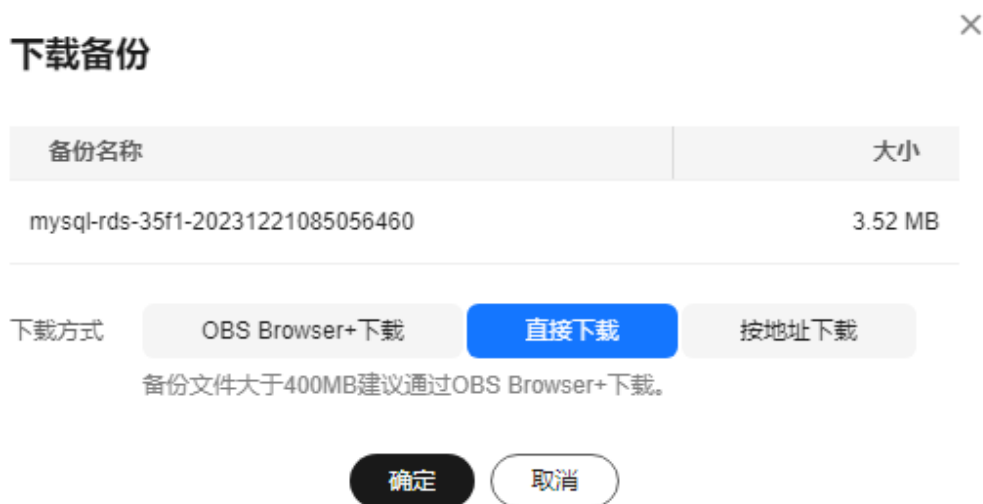 下载备份
备份名称 大小
mysql-rds-35f1-20231221085056460 3.52 MB
下载方式 OBS Browser+下载 直接下载 按地址下载
备份文件大于400MB建议通过OBS Browser+下载。
确定 取消